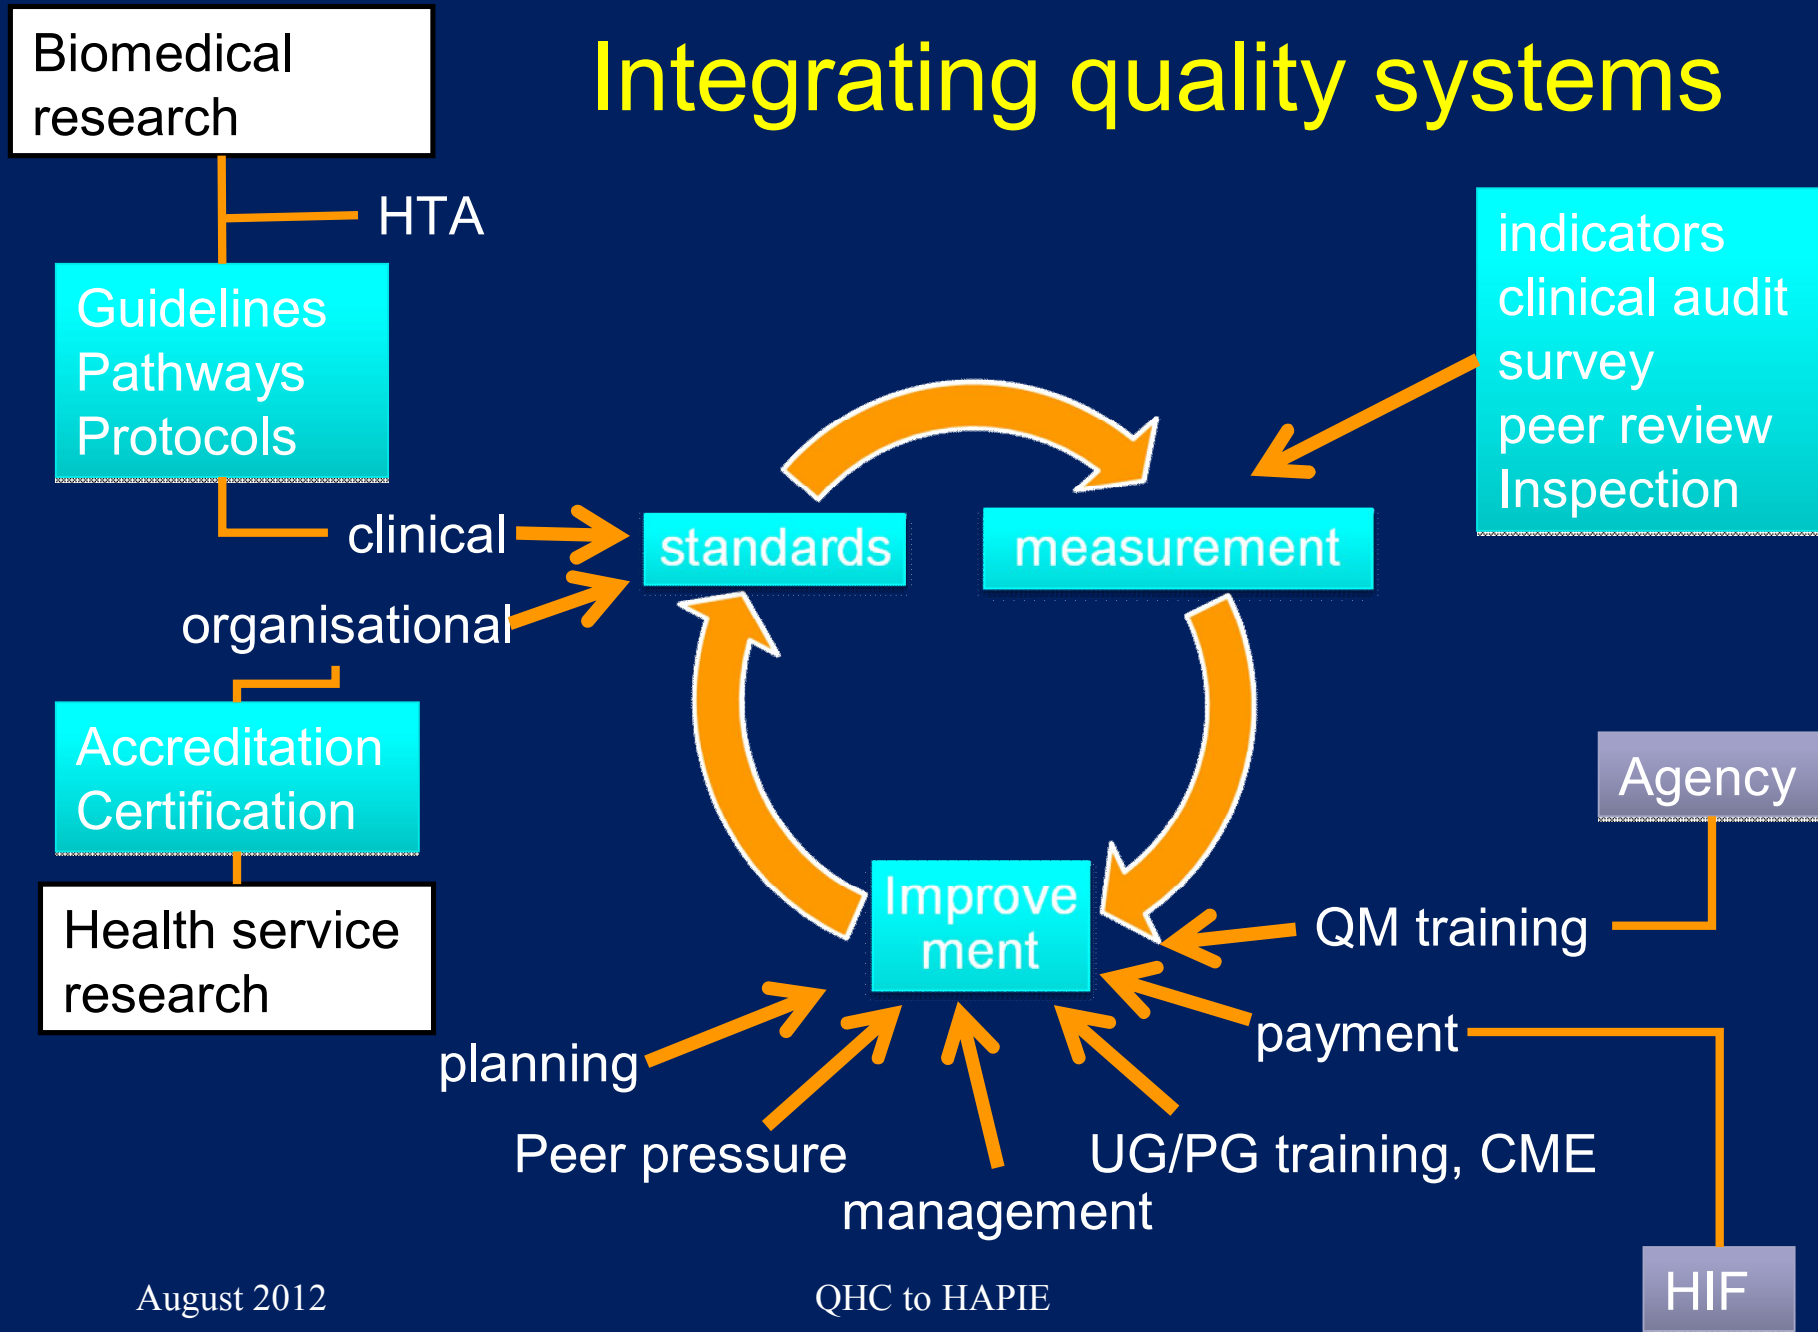 Integrating quality systems
Biomedical
research
HTA
Guidelines
Pathways
Protocols
indicators
clinical audit
survey
peer review
Inspection
clinical
organisational
standards
measurement
Accreditation
Certification
Health service
research
Improve
ment
Agency
QM training
payment
planning
Peer pressure
management
UG/PG training, CME
HIF
August 2012
QHC to HAPIE